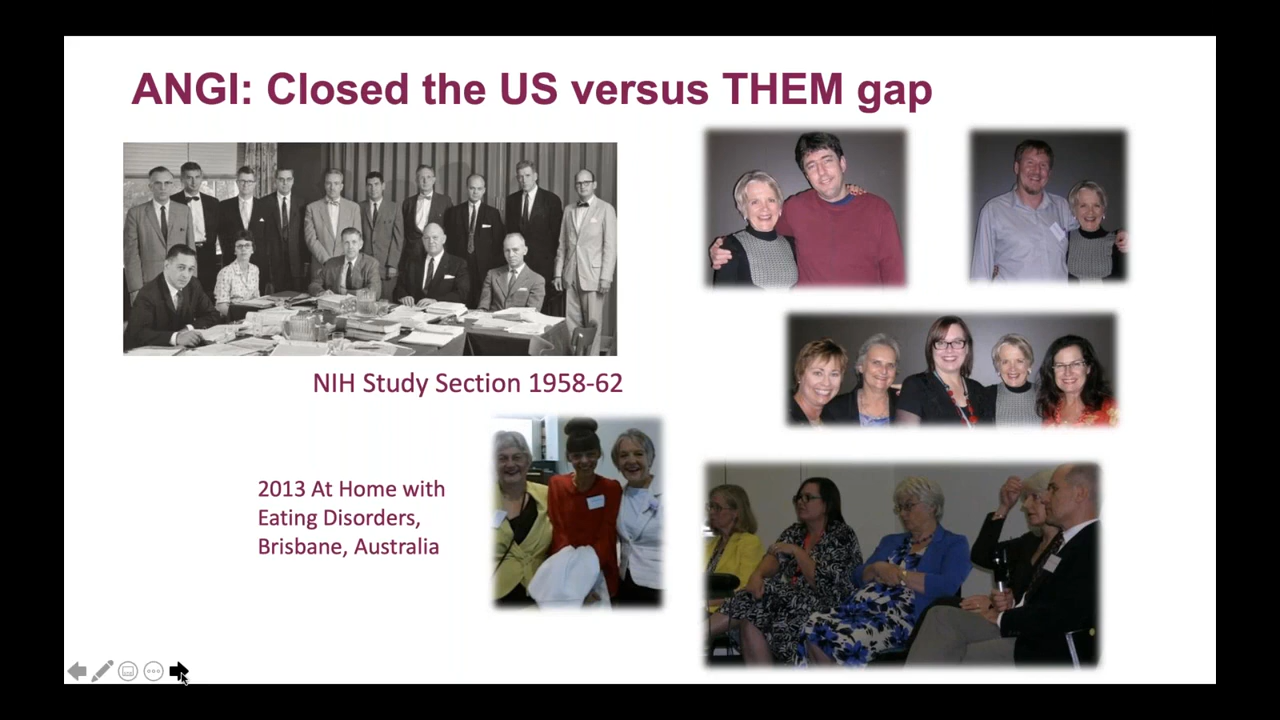 ANGI: Closed the US versus THEM gap
NIH Study Section 1958-62
2013 At Home with
Eating Disorders,
Brisbane, Australia